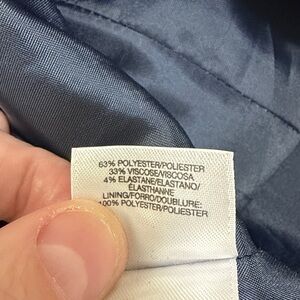 63% POLYESTER/POLIESTER
33% VISCOSE/VISCOSA
4% ELASTANE/ELASTANO/
ÉLASTHANNE
LINING/FORRO/DOUBLURE:
100% POLYESTER/POLIESTER